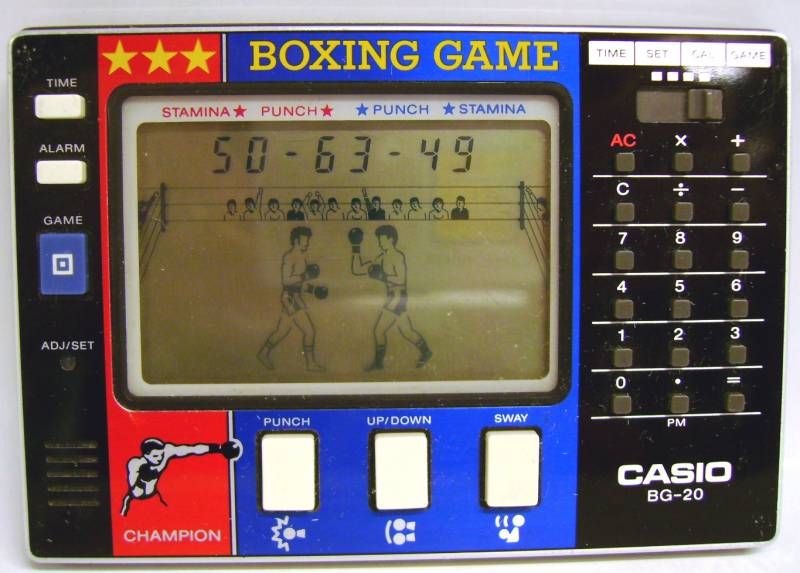 ★★★ BOXING GAME
TIME SET CAL GAME
TIME
ALARM
GAME
ADJ/SET
STAMINA★ PUNCH★ ★PUNCH ★STAMINA
50-63-49
AC × +
C ÷ −
7 8 9
4 5 6
1 2 3
0 · =
PM
PUNCH UP/DOWN SWAY
CHAMPION
CASIO
BG-20